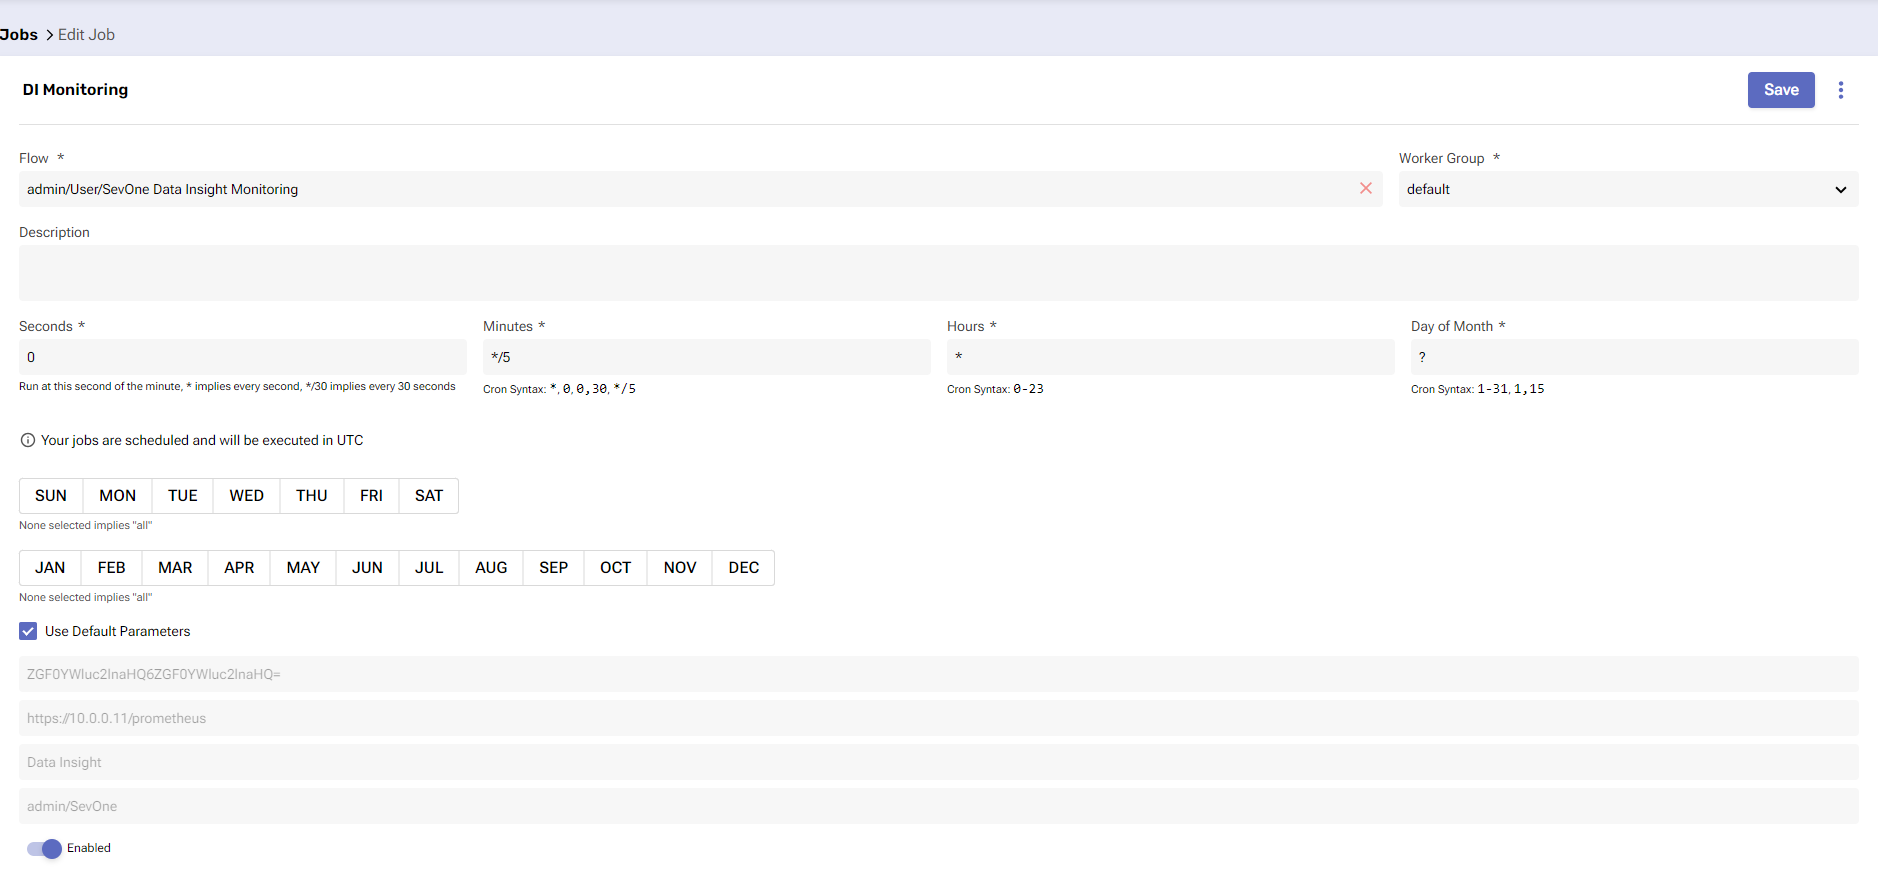 Jobs > Edit Job
DI Monitoring
Save
Flow *
Worker Group *
admin/User/SevOne Data Insight Monitoring
default
Description
Seconds *
Minutes *
Hours *
Day of Month *
0
*/5
*
?
Run at this second of the minute, * implies every second, */30 implies every 30 seconds
Cron Syntax: *, 0, 0,30, */5
Cron Syntax: 0-23
Cron Syntax: 1-31, 1,15
Your jobs are scheduled and will be executed in UTC
SUN MON TUE WED THU FRI SAT
None selected implies "all"
JAN FEB MAR APR MAY JUN JUL AUG SEP OCT NOV DEC
None selected implies "all"
Use Default Parameters
ZGF0YWluc2lnaHQ6ZGF0YWluc2lnaHQ=
https://10.0.0.11/prometheus
Data Insight
admin/SevOne
Enabled